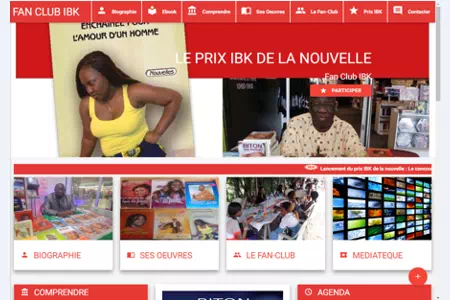 FAN CLUB IBK
Biographie
Ebook
Comprendre
Ses Oeuvres
Le Fan-Club
Prix IBK
Contacter
ENCHAÎNÉE POUR
L'AMOUR D'UN HOMME
Nouvelles
LE PRIX IBK DE LA NOUVELLE
Fan Club IBK
PARTICIPEE
BITON
Lancement du prix IBK de la nouvelle : Le concou
BIOGRAPHIE
SES OEUVRES
LE FAN-CLUB
MEDIATEQUE
COMPRENDRE
BITON
AGENDA